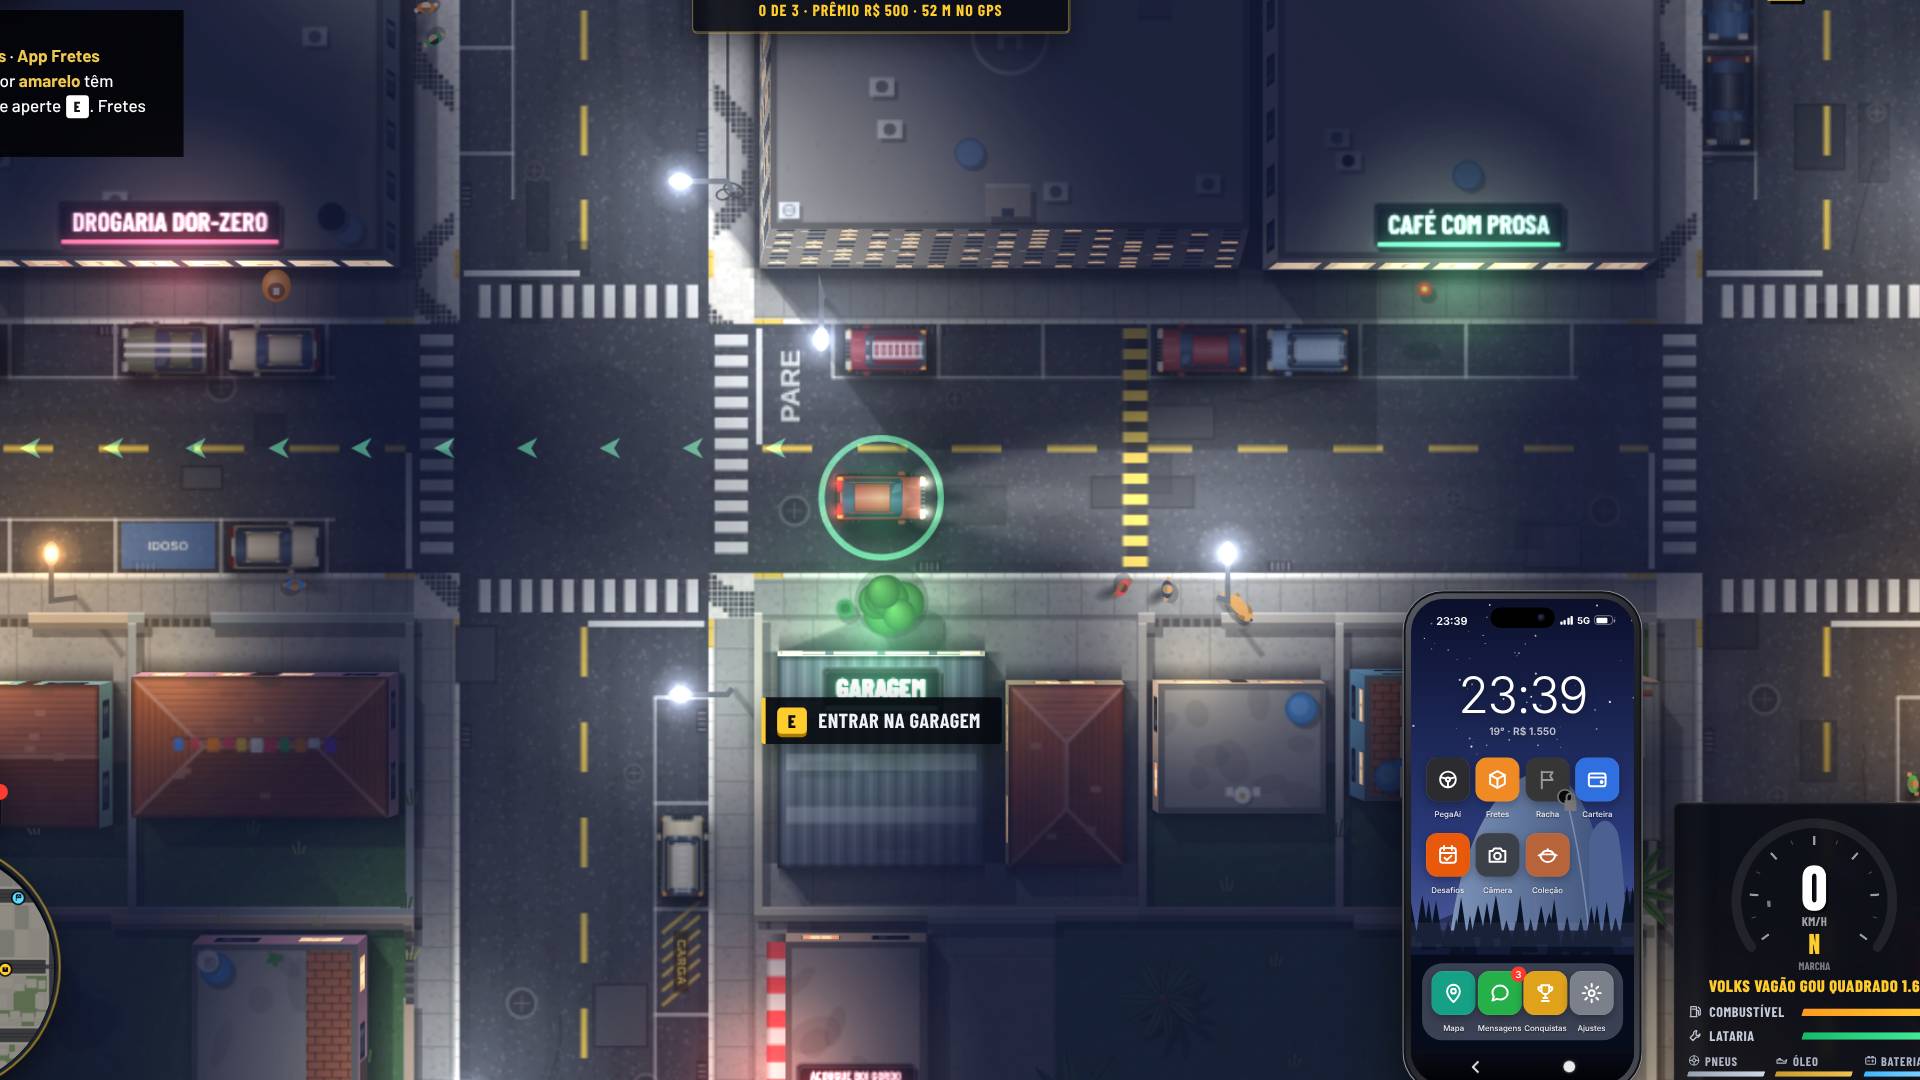 O DE 3 · PRÊMIO R$ 500 · 52 M NO GPS
s · App Fretes
or amarelo têm
e aperte E. Fretes
DROGARIA DOR-ZERO
CAFÉ COM PROSA
PARE
IDOSO
GARAGEM
E ENTRAR NA GARAGEM
CARGA
AÇOUGUE BOI GORDO
23:39 5G
23:39
19° · R$ 1.550
PegaAí Fretes Racha Carteira
Desafios Câmera Coleção
3
Mapa Mensagens Conquistas Ajustes
0
KM/H
N
MARCHA
VOLKS VAGÃO GOU QUADRADO 1.6
COMBUSTÍVEL
LATARIA
PNEUS ÓLEO BATERIA